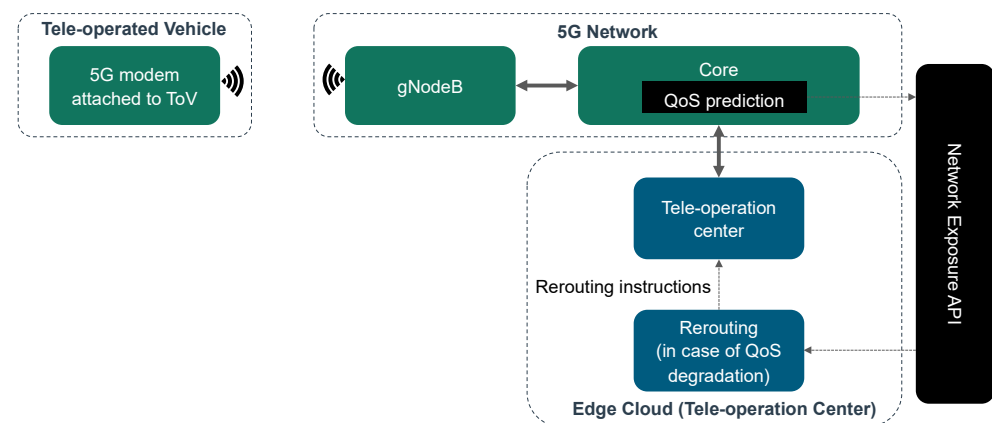 Tele-operated Vehicle
5G modem
attached to ToV
5G Network
gNodeB
Core
QoS prediction
Network Exposure API
Tele-operation
center
Rerouting instructions
Rerouting
(in case of QoS
degradation)
Edge Cloud (Tele-operation Center)